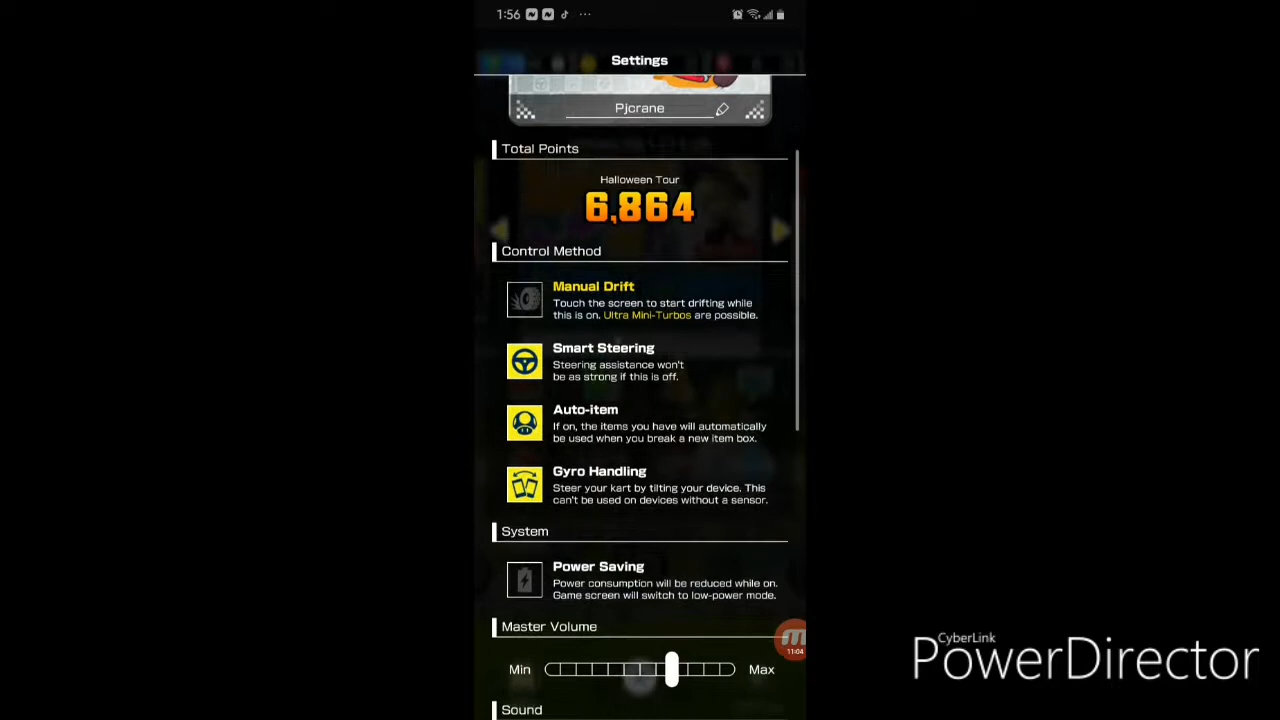 1:56
Settings
Pjcrane
Total Points
Halloween Tour
6,864
Control Method
Manual Drift
Touch the screen to start drifting while
this is on. Ultra Mini-Turbos are possible.
Smart Steering
Steering assistance won't
be as strong if this is off.
Auto-item
If on, the items you have will automatically
be used when you break a new item box.
Gyro Handling
Steer your kart by tilting your device. This
can't be used on devices without a sensor.
System
Power Saving
Power consumption will be reduced while on.
Game screen will switch to low-power mode.
Master Volume
11:04
Min Max
Sound
CyberLink
PowerDirector